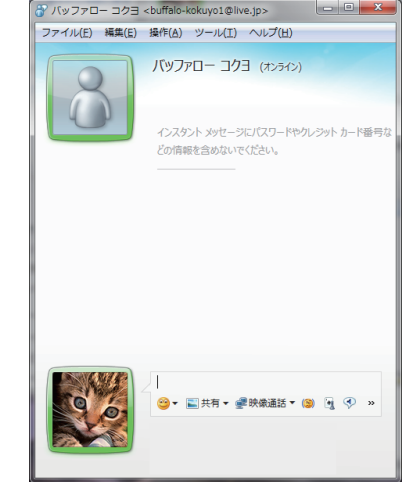 バッファロー コクヨ <buffalo-kokuyo1@live.jp>
ファイル(F) 編集(E) 操作(A) ツール(T) ヘルプ(H)
バッファロー コクヨ (オンライン)
インスタント メッセージにパスワードやクレジット カード番号な
どの情報を含めないでください。
共有 映像通話 »